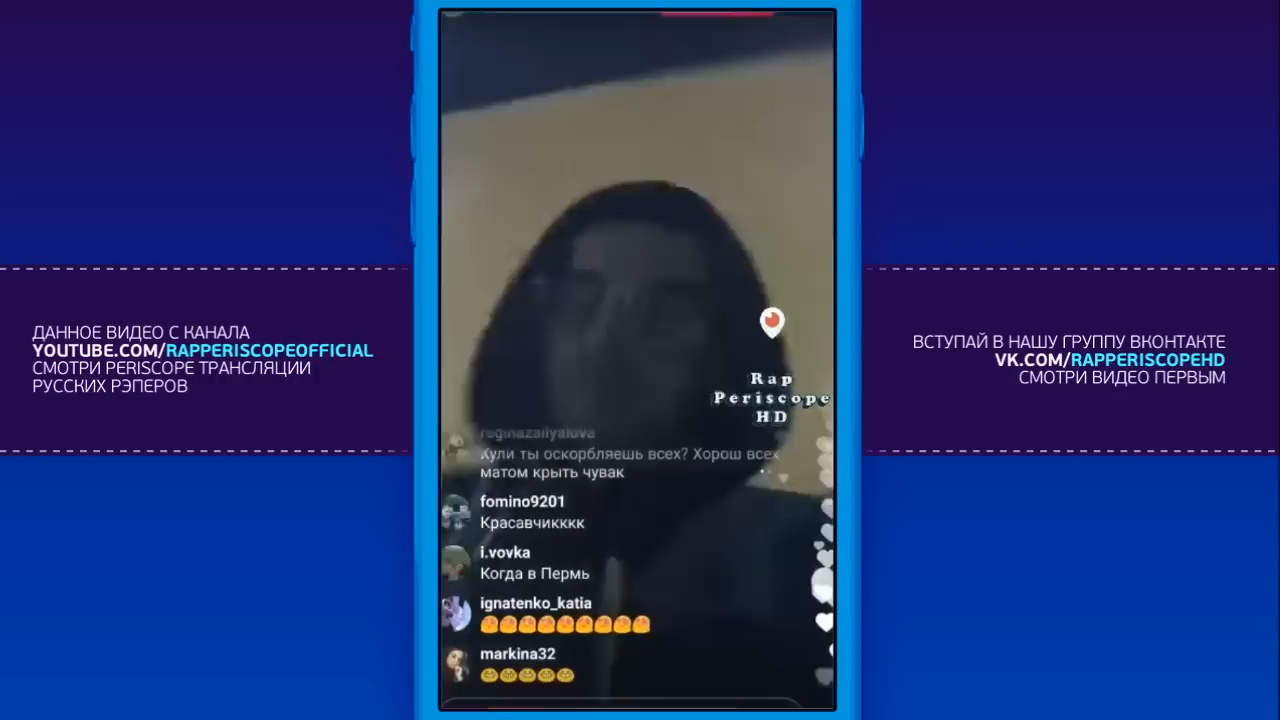 ДАННОЕ ВИДЕО С КАНАЛА
YOUTUBE.COM/RAPPERISCOPEOFFICIAL
СМОТРИ PERISCOPE ТРАНСЛЯЦИИ
РУССКИХ РЭПЕРОВ
Rap
Periscope
HD
reginazaliyalova
Хули ты оскорбляешь всех? Хорош всех
матом крыть чувак
fomino9201
Красавчикккк
i.vovka
Когда в Пермь
ignatenko_katia
markina32
ВСТУПАЙ В НАШУ ГРУППУ ВКОНТАКТЕ
VK.COM/RAPPERISCOPEHD
СМОТРИ ВИДЕО ПЕРВЫМ